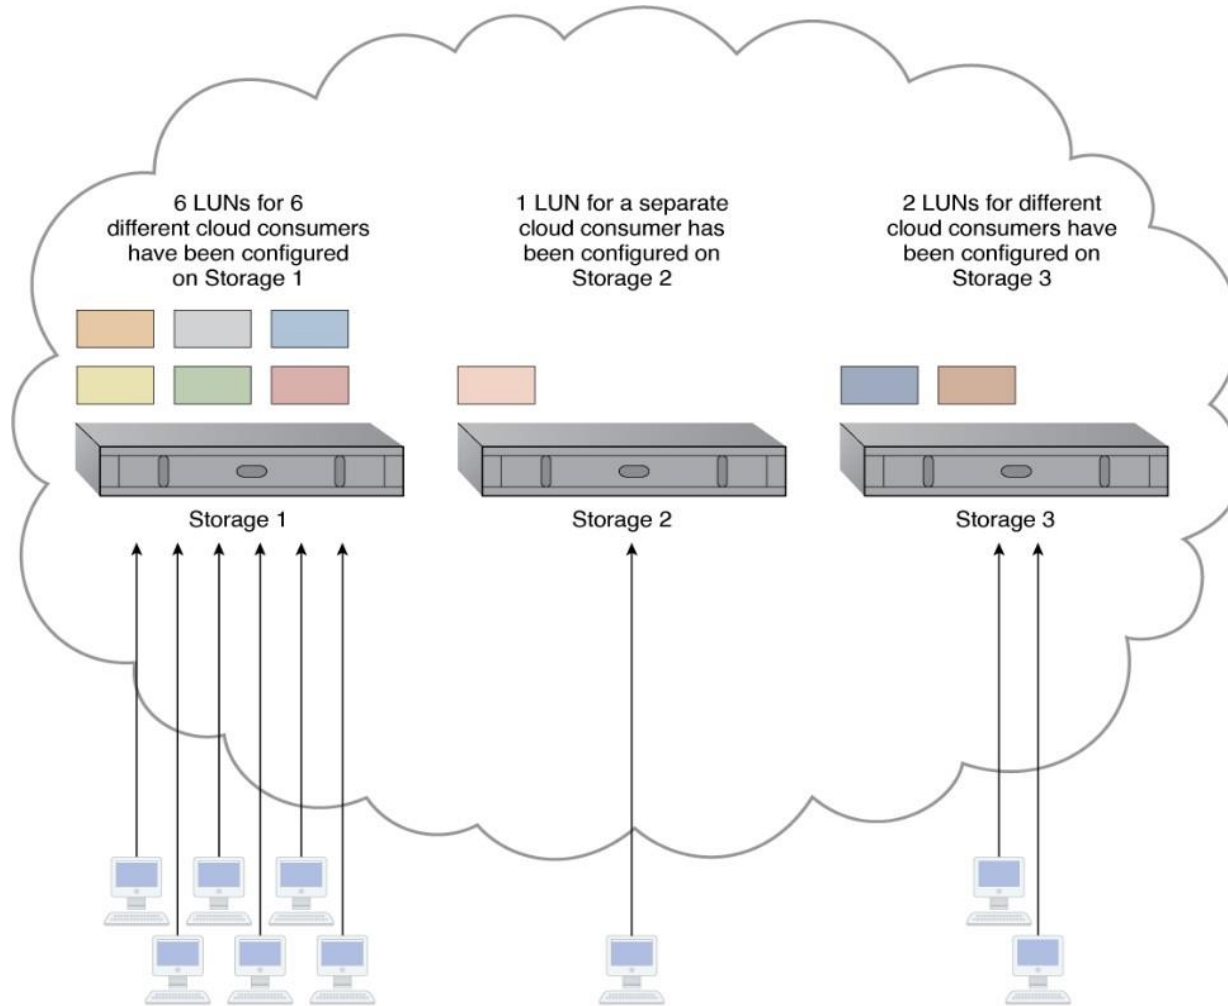 6 LUNs for 6
different cloud consumers
have been configured
on Storage 1
1 LUN for a separate
cloud consumer has
been configured on
Storage 2
2 LUNs for different
cloud consumers have
been configured on
Storage 3
Storage 1
Storage 2
Storage 3